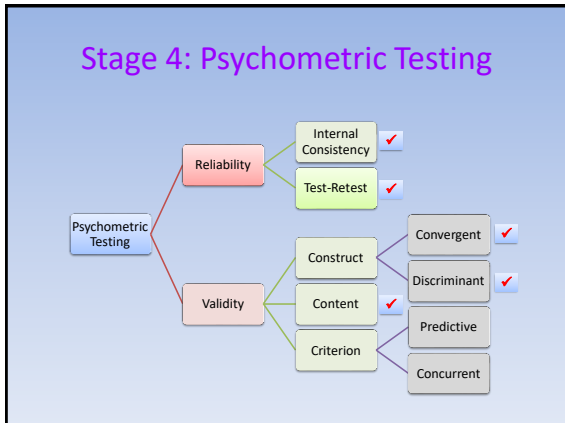 Stage 4: Psychometric Testing
Psychometric
Testing
Reliability
Internal
Consistency
✔
Test-Retest
✔
Validity
Construct
Convergent
✔
Discriminant
✔
Content
✔
Criterion
Predictive
Concurrent